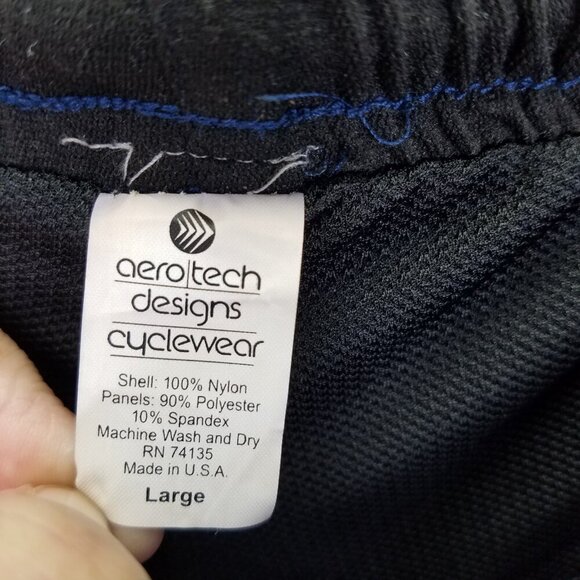 aero|tech
designs
cyclewear
Shell: 100% Nylon
Panels: 90% Polyester
10% Spandex
Machine Wash and Dry
RN 74135
Made in U.S.A.
Large